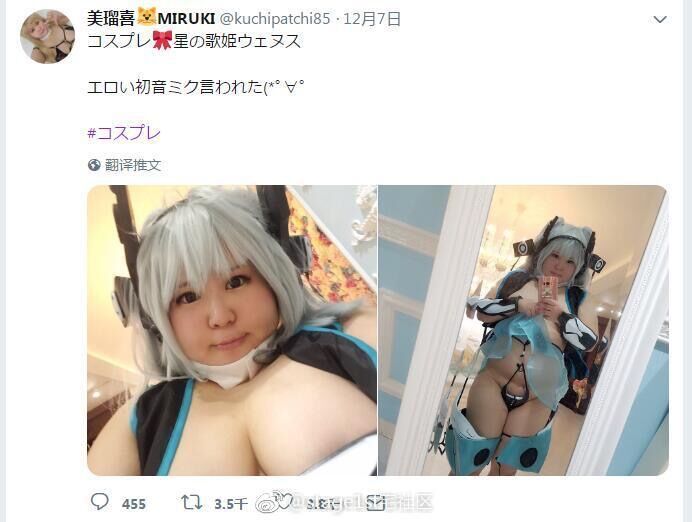 美瑠喜🐱MIRUKI @kuchipatchi85 · 12月7日
コスプレ🎀星の歌姫ウェヌス
エロい初音ミク言われた(*ﾟ∀ﾟ
#コスプレ
翻译推文
455 3.5千